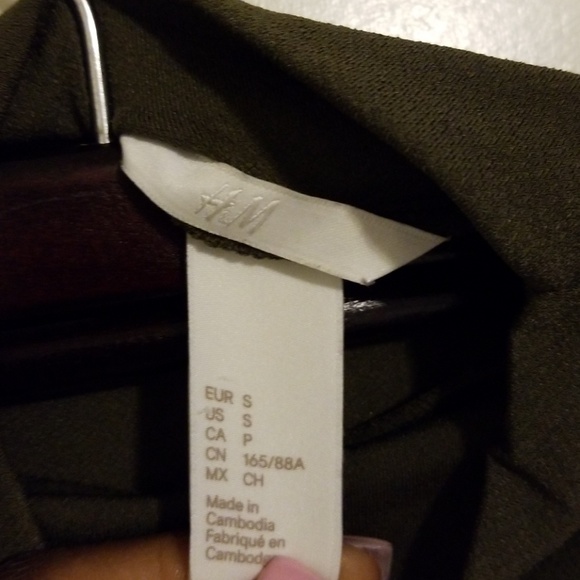 H&M
EUR S
US S
CA P
CN 165/88A
MX CH
Made in
Cambodia
Fabriqué en